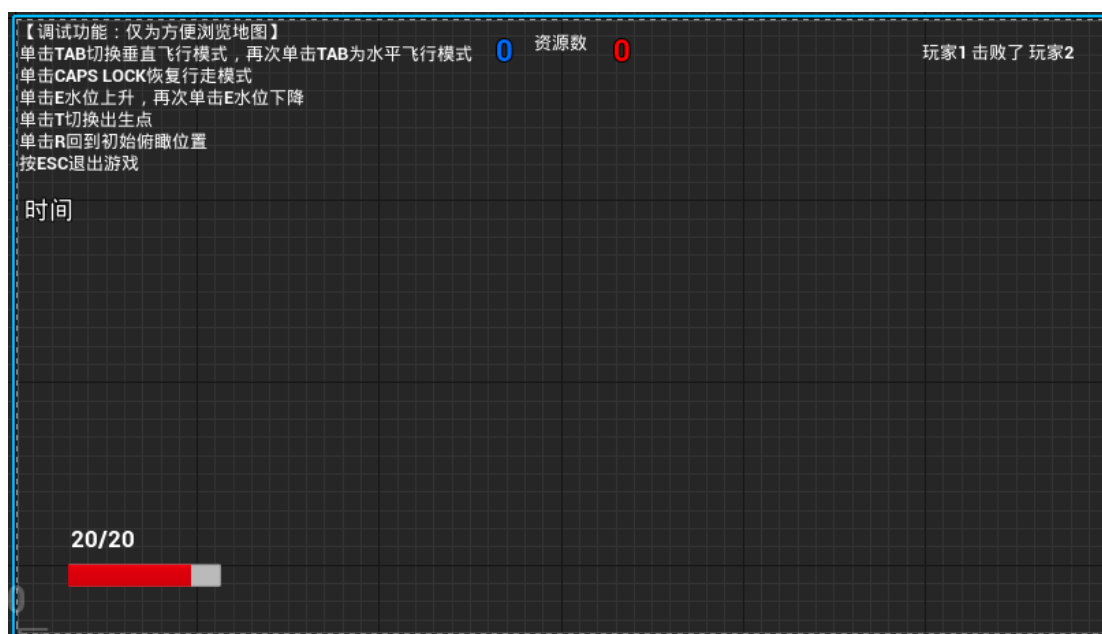 【调试功能：仅为方便浏览地图】
单击TAB切换垂直飞行模式，再次单击TAB为水平飞行模式
单击CAPS LOCK恢复行走模式
单击E水位上升，再次单击E水位下降
单击T切换出生点
单击R回到初始俯瞰位置
按ESC退出游戏
0 资源数 0
玩家1 击败了 玩家2
时间
20/20